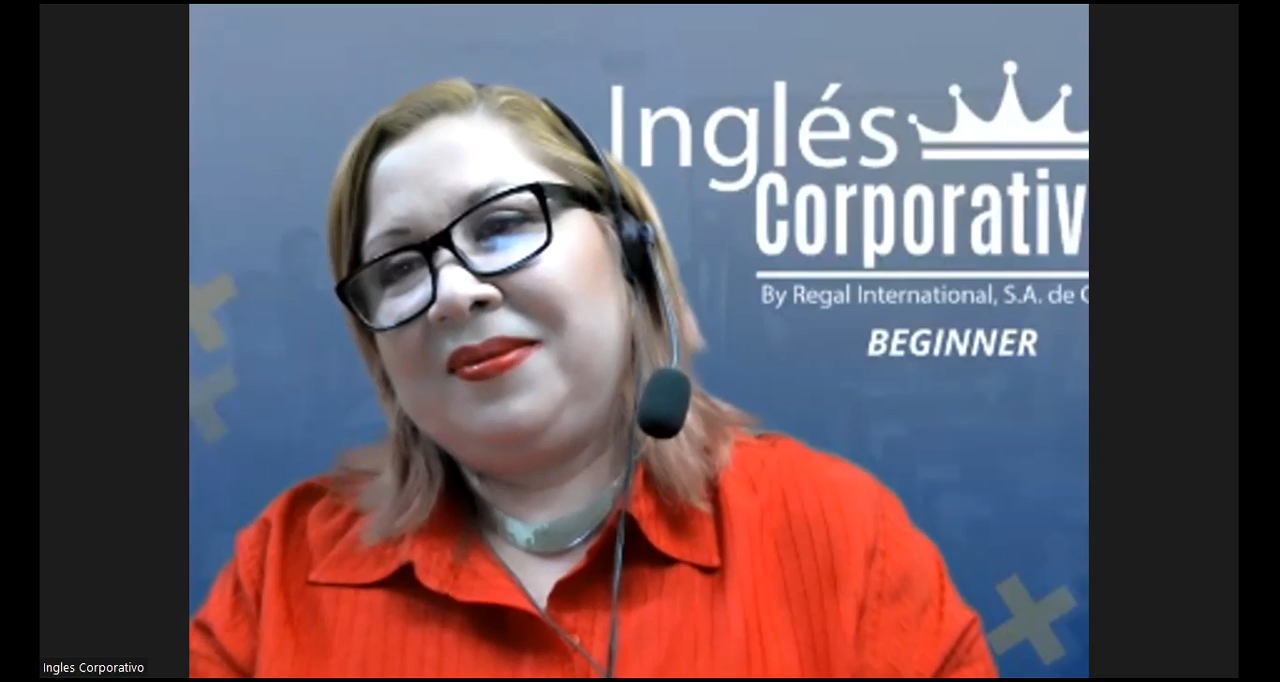 Inglés
Corporativ
By Regal International, S.A. de C
BEGINNER
Ingles Corporativo